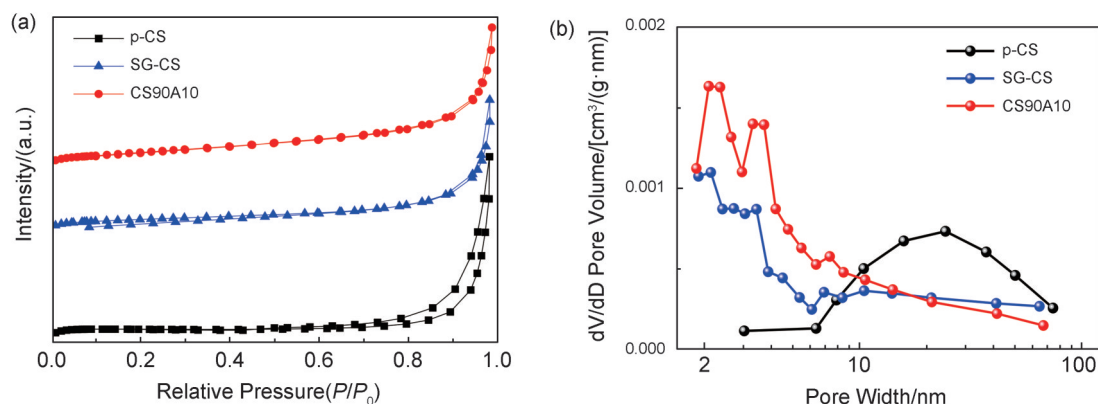 (a)
p-CS
SG-CS
CS90A10
Intensity/(a.u.)
0.0 0.2 0.4 0.6 0.8 1.0
Relative Pressure(P/P₀)
(b)
0.002
p-CS
SG-CS
CS90A10
0.001
0.000
dV/dD Pore Volume/[cm³/(g·nm)]
2 10 100
Pore Width/nm